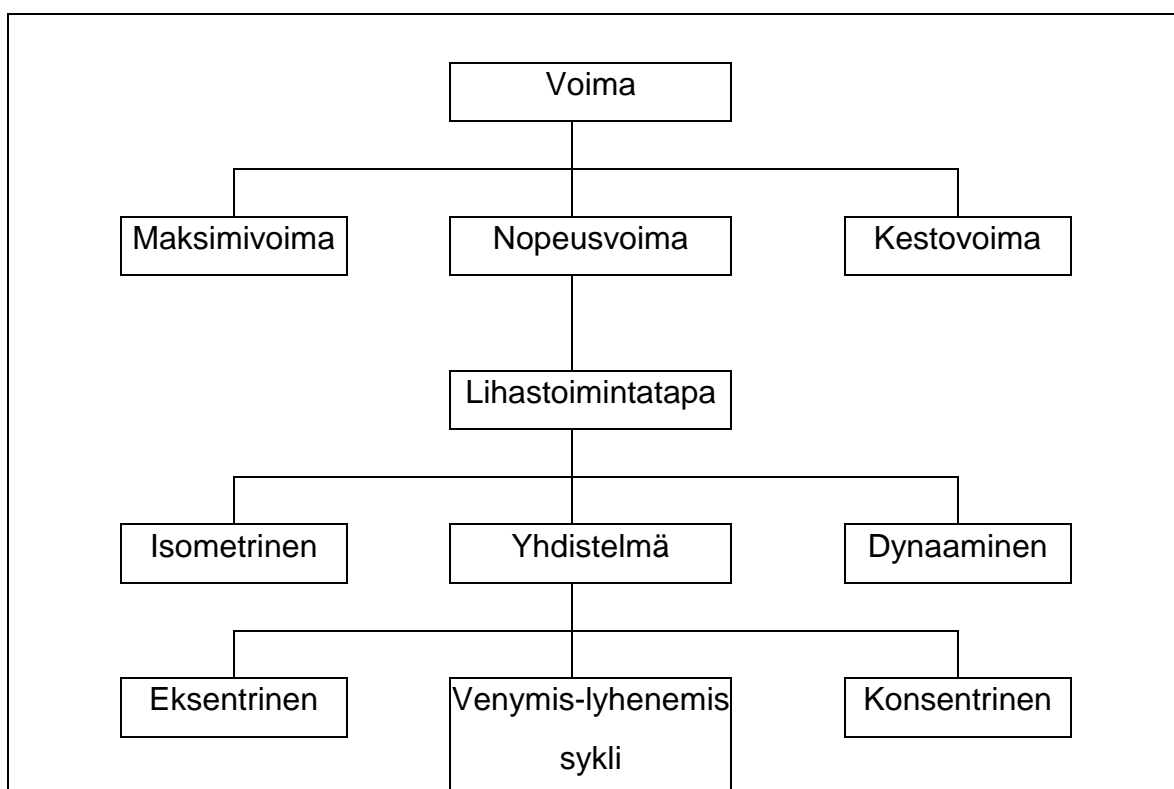 Voima
Maksimivoima
Nopeusvoima
Kestovoima
Lihastoimintatapa
Isometrinen
Yhdistelmä
Dynaaminen
Eksentrinen
Venymis-lyhenemis
sykli
Konsentrinen